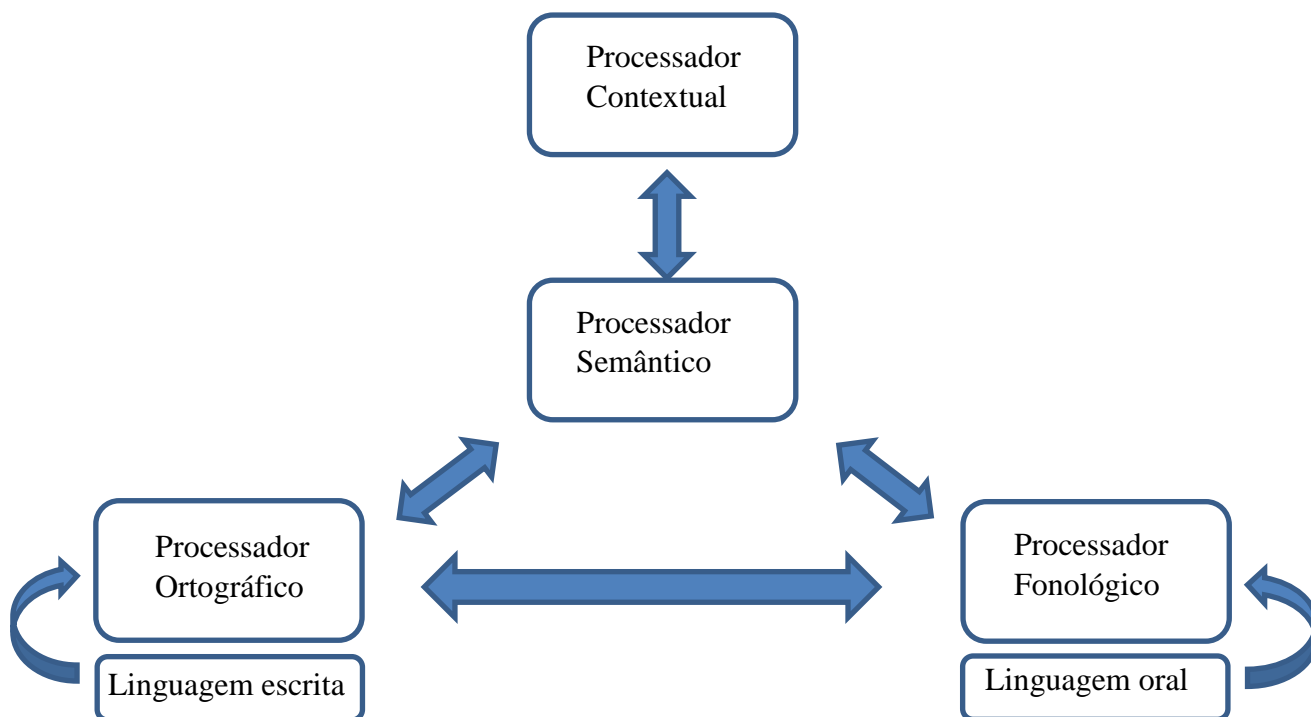 Processador
Contextual
Processador
Semântico
Processador
Ortográfico
Processador
Fonológico
Linguagem escrita
Linguagem oral